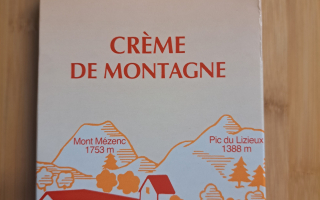 CRÈME
DE MONTAGNE
Mont Mézenc
1753 m
Pic du Lizieux
1388 m